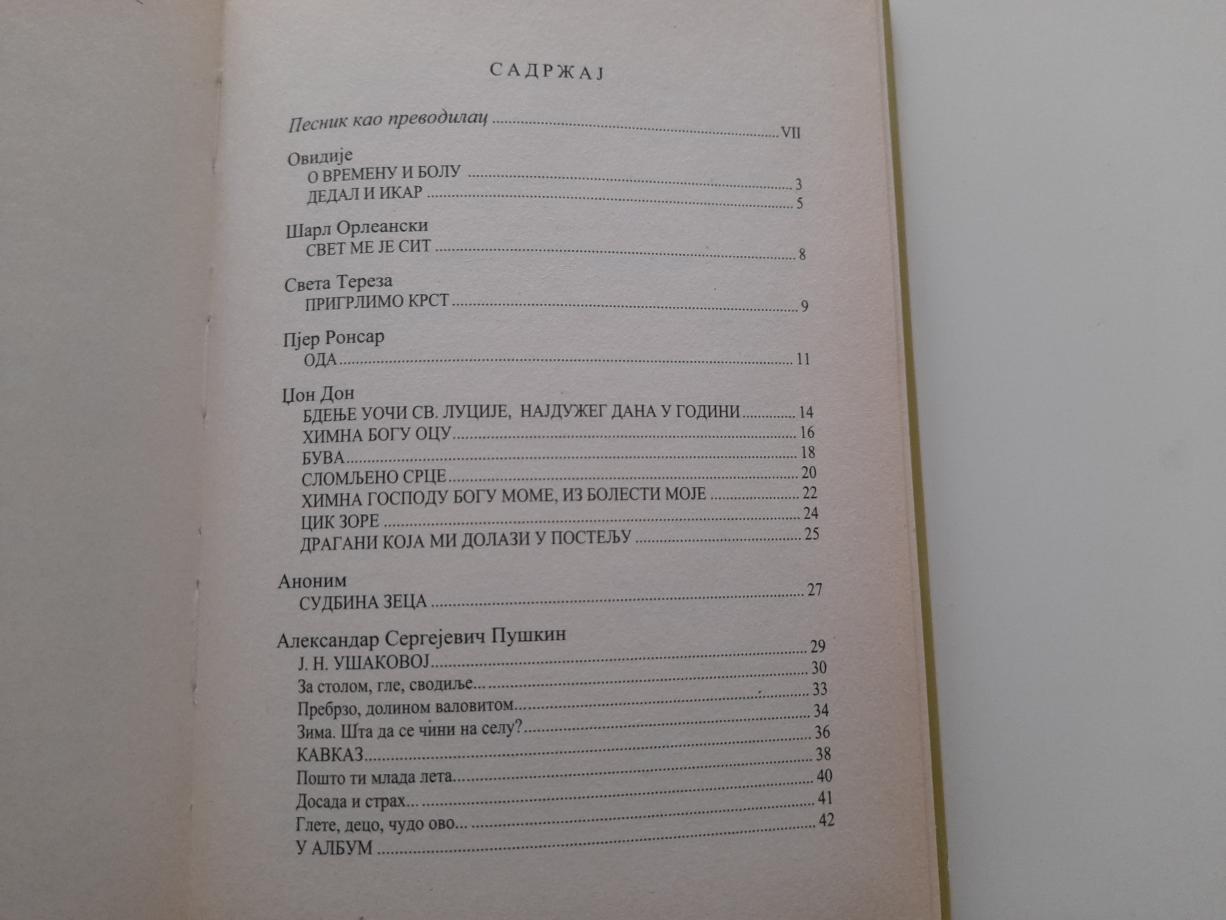 САДРЖАЈ
Песник као преводилац ..... VII
Овидије
О ВРЕМЕНУ И БОЛУ ..... 3
ДЕДАЛ И ИКАР ..... 5
Шарл Орлеански
СВЕТ МЕ ЈЕ СИТ ..... 8
Света Тереза
ПРИГРЛИМО КРСТ ..... 9
Пјер Ронсар
ОДА ..... 11
Џон Дон
БДЕЊЕ УОЧИ СВ. ЛУЦИЈЕ, НАЈДУЖЕГ ДАНА У ГОДИНИ ..... 14
ХИМНА БОГУ ОЦУ ..... 16
БУВА ..... 18
СЛОМЉЕНО СРЦЕ ..... 20
ХИМНА ГОСПОДУ БОГУ МОМЕ, ИЗ БОЛЕСТИ МОЈЕ ..... 22
ЦИК ЗОРЕ ..... 24
ДРАГАНИ КОЈА МИ ДОЛАЗИ У ПОСТЕЉУ ..... 25
Аноним
СУДБИНА ЗЕЦА ..... 27
Александар Сергејевич Пушкин
Ј. Н. УШАКОВОЈ ..... 29
За столом, гле, сводиље... ..... 30
Пребрзо, долином валовитом ..... 33
Зима. Шта да се чини на селу? ..... 34
КАВКАЗ ..... 36
Пошто ти млада лета... ..... 38
Досада и страх... ..... 40
Глете, децо, чудо ово... ..... 41
У АЛБУМ ..... 42